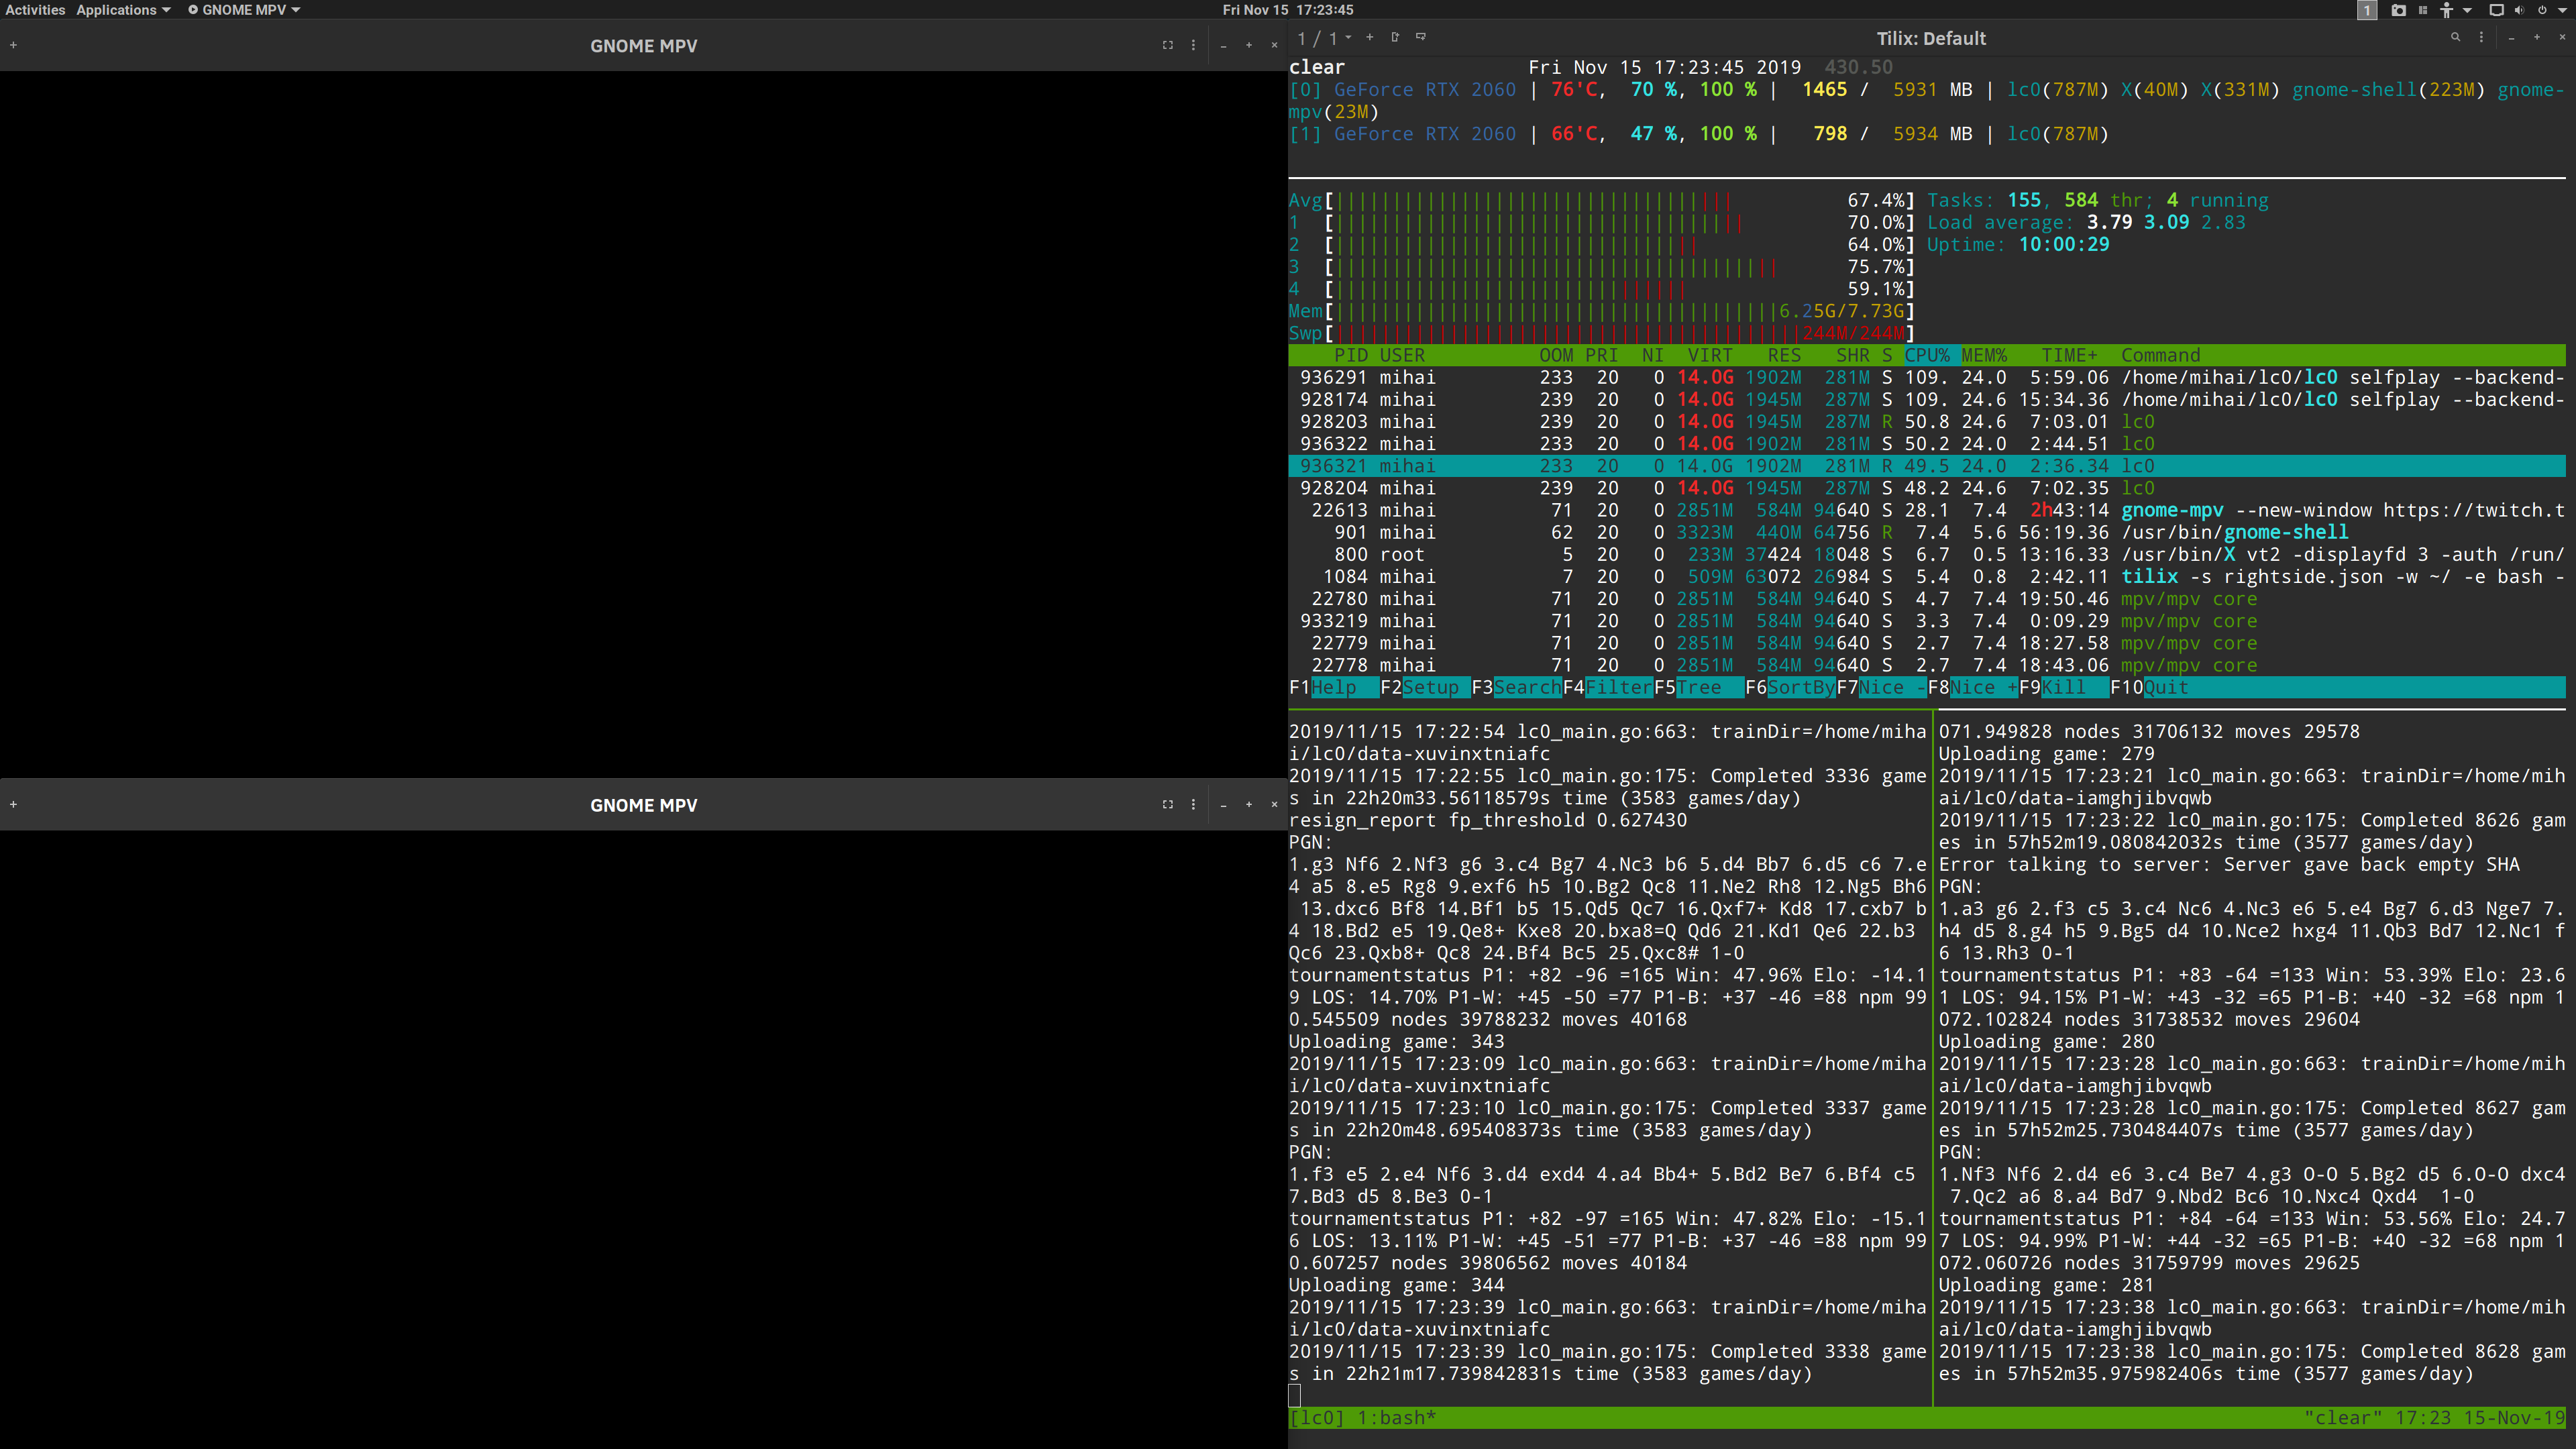 Activities Applications GNOME MPV Fri Nov 15 17:23:45 1
GNOME MPV
GNOME MPV
1 / 1 Tilix: Default
clear Fri Nov 15 17:23:45 2019 430.50
[0] GeForce RTX 2060 | 76'C, 70 %, 100 % | 1465 / 5931 MB | lc0(787M) X(40M) X(331M) gnome-shell(223M) gnome-
mpv(23M)
[1] GeForce RTX 2060 | 66'C, 47 %, 100 % | 798 / 5934 MB | lc0(787M)
Avg[ 67.4%] Tasks: 155, 584 thr; 4 running
1 [ 70.0%] Load average: 3.79 3.09 2.83
2 [ 64.0%] Uptime: 10:00:29
3 [ 75.7%]
4 [ 59.1%]
Mem[ 6.25G/7.73G]
Swp[ 244M/244M]
PID USER OOM PRI NI VIRT RES SHR S CPU% MEM% TIME+ Command
936291 mihai 233 20 0 14.0G 1902M 281M S 109. 24.0 5:59.06 /home/mihai/lc0/lc0 selfplay --backend-
928174 mihai 239 20 0 14.0G 1945M 287M S 109. 24.6 15:34.36 /home/mihai/lc0/lc0 selfplay --backend-
928203 mihai 239 20 0 14.0G 1945M 287M R 50.8 24.6 7:03.01 lc0
936322 mihai 233 20 0 14.0G 1902M 281M S 50.2 24.0 2:44.51 lc0
936321 mihai 233 20 0 14.0G 1902M 281M R 49.5 24.0 2:36.34 lc0
928204 mihai 239 20 0 14.0G 1945M 287M S 48.2 24.6 7:02.35 lc0
22613 mihai 71 20 0 2851M 584M 94640 S 28.1 7.4 2h43:14 gnome-mpv --new-window https://twitch.t
901 mihai 62 20 0 3323M 440M 64756 R 7.4 5.6 56:19.36 /usr/bin/gnome-shell
800 root 5 20 0 233M 37424 18048 S 6.7 0.5 13:16.33 /usr/bin/X vt2 -displayfd 3 -auth /run/
1084 mihai 7 20 0 509M 63072 26984 S 5.4 0.8 2:42.11 tilix -s rightside.json -w ~/ -e bash -
22780 mihai 71 20 0 2851M 584M 94640 S 4.7 7.4 19:50.46 mpv/mpv core
933219 mihai 71 20 0 2851M 584M 94640 S 3.3 7.4 0:09.29 mpv/mpv core
22779 mihai 71 20 0 2851M 584M 94640 S 2.7 7.4 18:27.58 mpv/mpv core
22778 mihai 71 20 0 2851M 584M 94640 S 2.7 7.4 18:43.06 mpv/mpv core
F1Help F2Setup F3SearchF4FilterF5Tree F6SortByF7Nice -F8Nice +F9Kill F10Quit
2019/11/15 17:22:54 lc0_main.go:663: trainDir=/home/miha
i/lc0/data-xuvinxtniafc
2019/11/15 17:22:55 lc0_main.go:175: Completed 3336 game
s in 22h20m33.56118579s time (3583 games/day)
resign_report fp_threshold 0.627430
PGN:
1.g3 Nf6 2.Nf3 g6 3.c4 Bg7 4.Nc3 b6 5.d4 Bb7 6.d5 c6 7.e
4 a5 8.e5 Rg8 9.exf6 h5 10.Bg2 Qc8 11.Ne2 Rh8 12.Ng5 Bh6
13.dxc6 Bf8 14.Bf1 b5 15.Qd5 Qc7 16.Qxf7+ Kd8 17.cxb7 b
4 18.Bd2 e5 19.Qe8+ Kxe8 20.bxa8=Q Qd6 21.Kd1 Qe6 22.b3
Qc6 23.Qxb8+ Qc8 24.Bf4 Bc5 25.Qxc8# 1-0
tournamentstatus P1: +82 -96 =165 Win: 47.96% Elo: -14.1
9 LOS: 14.70% P1-W: +45 -50 =77 P1-B: +37 -46 =88 npm 99
0.545509 nodes 39788232 moves 40168
Uploading game: 343
2019/11/15 17:23:09 lc0_main.go:663: trainDir=/home/miha
i/lc0/data-xuvinxtniafc
2019/11/15 17:23:10 lc0_main.go:175: Completed 3337 game
s in 22h20m48.695408373s time (3583 games/day)
PGN:
1.f3 e5 2.e4 Nf6 3.d4 exd4 4.a4 Bb4+ 5.Bd2 Be7 6.Bf4 c5
7.Bd3 d5 8.Be3 0-1
tournamentstatus P1: +82 -97 =165 Win: 47.82% Elo: -15.1
6 LOS: 13.11% P1-W: +45 -51 =77 P1-B: +37 -46 =88 npm 99
0.607257 nodes 39806562 moves 40184
Uploading game: 344
2019/11/15 17:23:39 lc0_main.go:663: trainDir=/home/miha
i/lc0/data-xuvinxtniafc
2019/11/15 17:23:39 lc0_main.go:175: Completed 3338 game
s in 22h21m17.739842831s time (3583 games/day)
071.949828 nodes 31706132 moves 29578
Uploading game: 279
2019/11/15 17:23:21 lc0_main.go:663: trainDir=/home/mih
ai/lc0/data-iamghjibvqwb
2019/11/15 17:23:22 lc0_main.go:175: Completed 8626 gam
es in 57h52m19.080842032s time (3577 games/day)
Error talking to server: Server gave back empty SHA
PGN:
1.a3 g6 2.f3 c5 3.c4 Nc6 4.Nc3 e6 5.e4 Bg7 6.d3 Nge7 7.
h4 d5 8.g4 h5 9.Bg5 d4 10.Nce2 hxg4 11.Qb3 Bd7 12.Nc1 f
6 13.Rh3 0-1
tournamentstatus P1: +83 -64 =133 Win: 53.39% Elo: 23.6
1 LOS: 94.15% P1-W: +43 -32 =65 P1-B: +40 -32 =68 npm 1
072.102824 nodes 31738532 moves 29604
Uploading game: 280
2019/11/15 17:23:28 lc0_main.go:663: trainDir=/home/mih
ai/lc0/data-iamghjibvqwb
2019/11/15 17:23:28 lc0_main.go:175: Completed 8627 gam
es in 57h52m25.730484407s time (3577 games/day)
PGN:
1.Nf3 Nf6 2.d4 e6 3.c4 Be7 4.g3 O-O 5.Bg2 d5 6.O-O dxc4
7.Qc2 a6 8.a4 Bd7 9.Nbd2 Bc6 10.Nxc4 Qxd4 1-0
tournamentstatus P1: +84 -64 =133 Win: 53.56% Elo: 24.7
7 LOS: 94.99% P1-W: +44 -32 =65 P1-B: +40 -32 =68 npm 1
072.060726 nodes 31759799 moves 29625
Uploading game: 281
2019/11/15 17:23:38 lc0_main.go:663: trainDir=/home/mih
ai/lc0/data-iamghjibvqwb
2019/11/15 17:23:38 lc0_main.go:175: Completed 8628 gam
es in 57h52m35.975982406s time (3577 games/day)
[lc0] 1:bash* "clear" 17:23 15-Nov-19